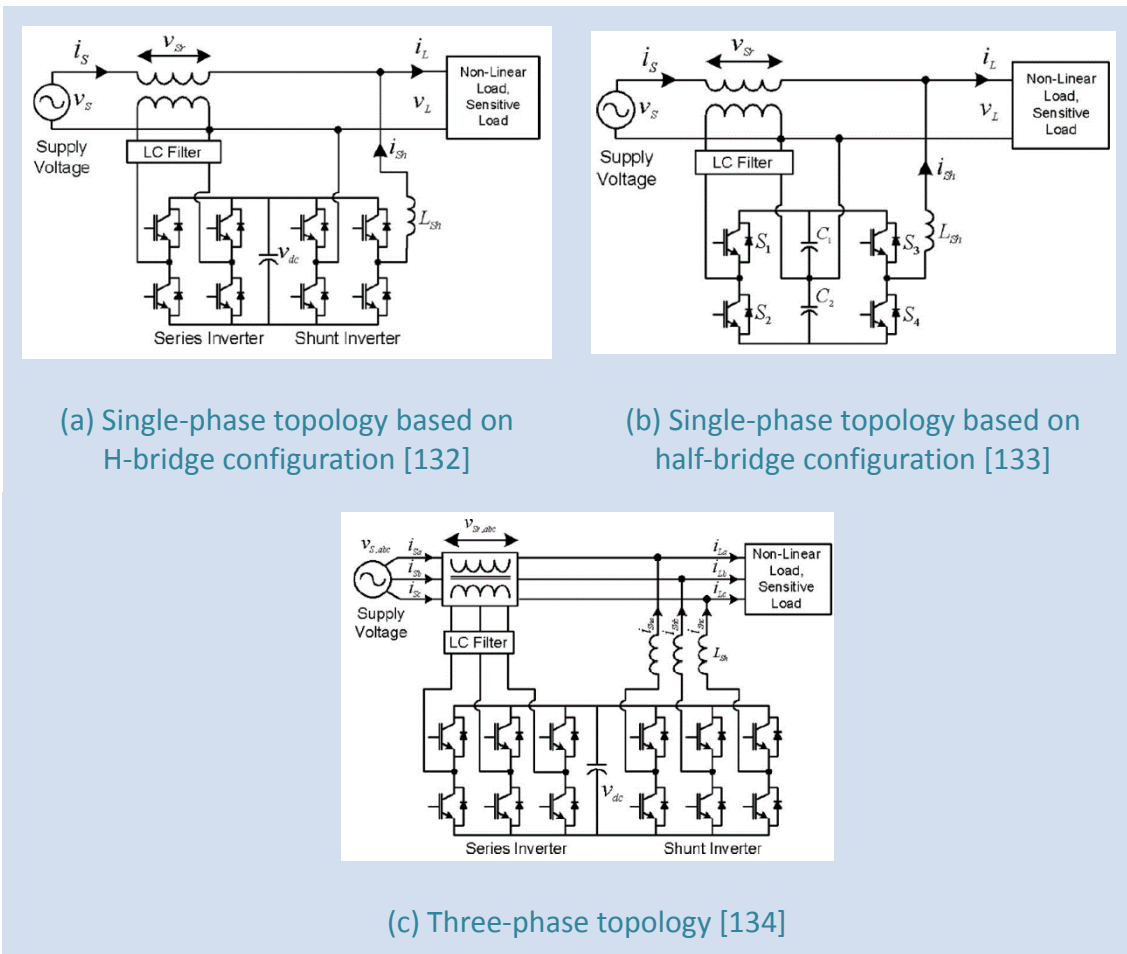 i_S
v_Sr
i_L
v_S
v_L
Non-Linear
Load,
Sensitive
Load
Supply
Voltage
LC Filter
i_Sh
L_Sh
v_dc
Series Inverter
Shunt Inverter
(a) Single-phase topology based on
H-bridge configuration [132]
i_S
v_Sr
i_L
v_S
v_L
Non-Linear
Load,
Sensitive
Load
Supply
Voltage
LC Filter
i_Sh
L_Sh
S_1
C_1
S_3
S_2
C_2
S_4
(b) Single-phase topology based on
half-bridge configuration [133]
v_S,abc
i_Sa
v_Sr,abc
i_La
i_Sb
i_Lb
i_Sc
i_Lc
Non-Linear
Load,
Sensitive
Load
Supply
Voltage
LC Filter
i_Sha
i_Shb
i_Shc
L_Sh
v_dc
Series Inverter
Shunt Inverter
(c) Three-phase topology [134]